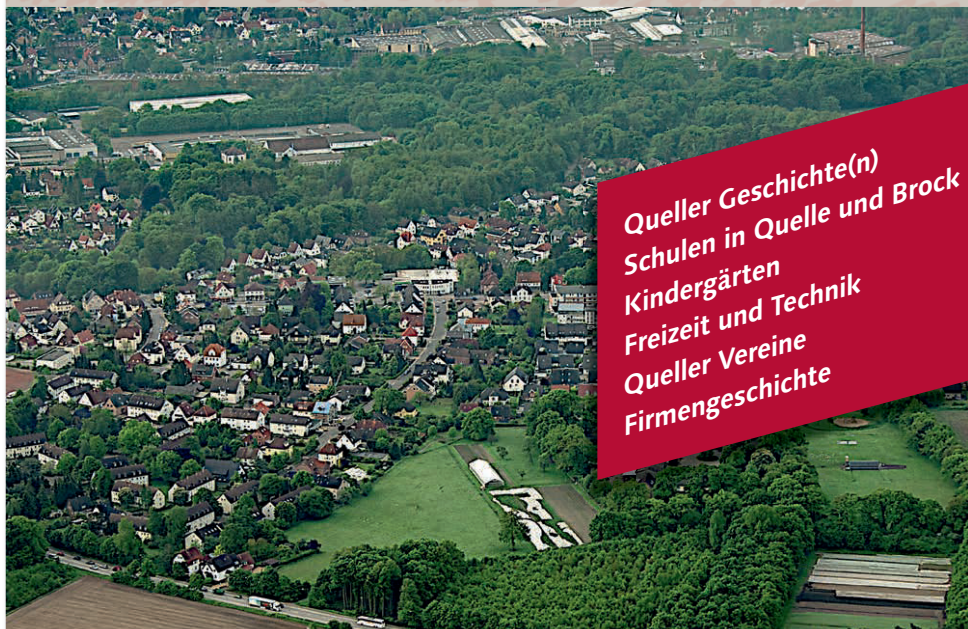 Queller Geschichte(n)
Schulen in Quelle und Brock
Kindergärten
Freizeit und Technik
Queller Vereine
Firmengeschichte